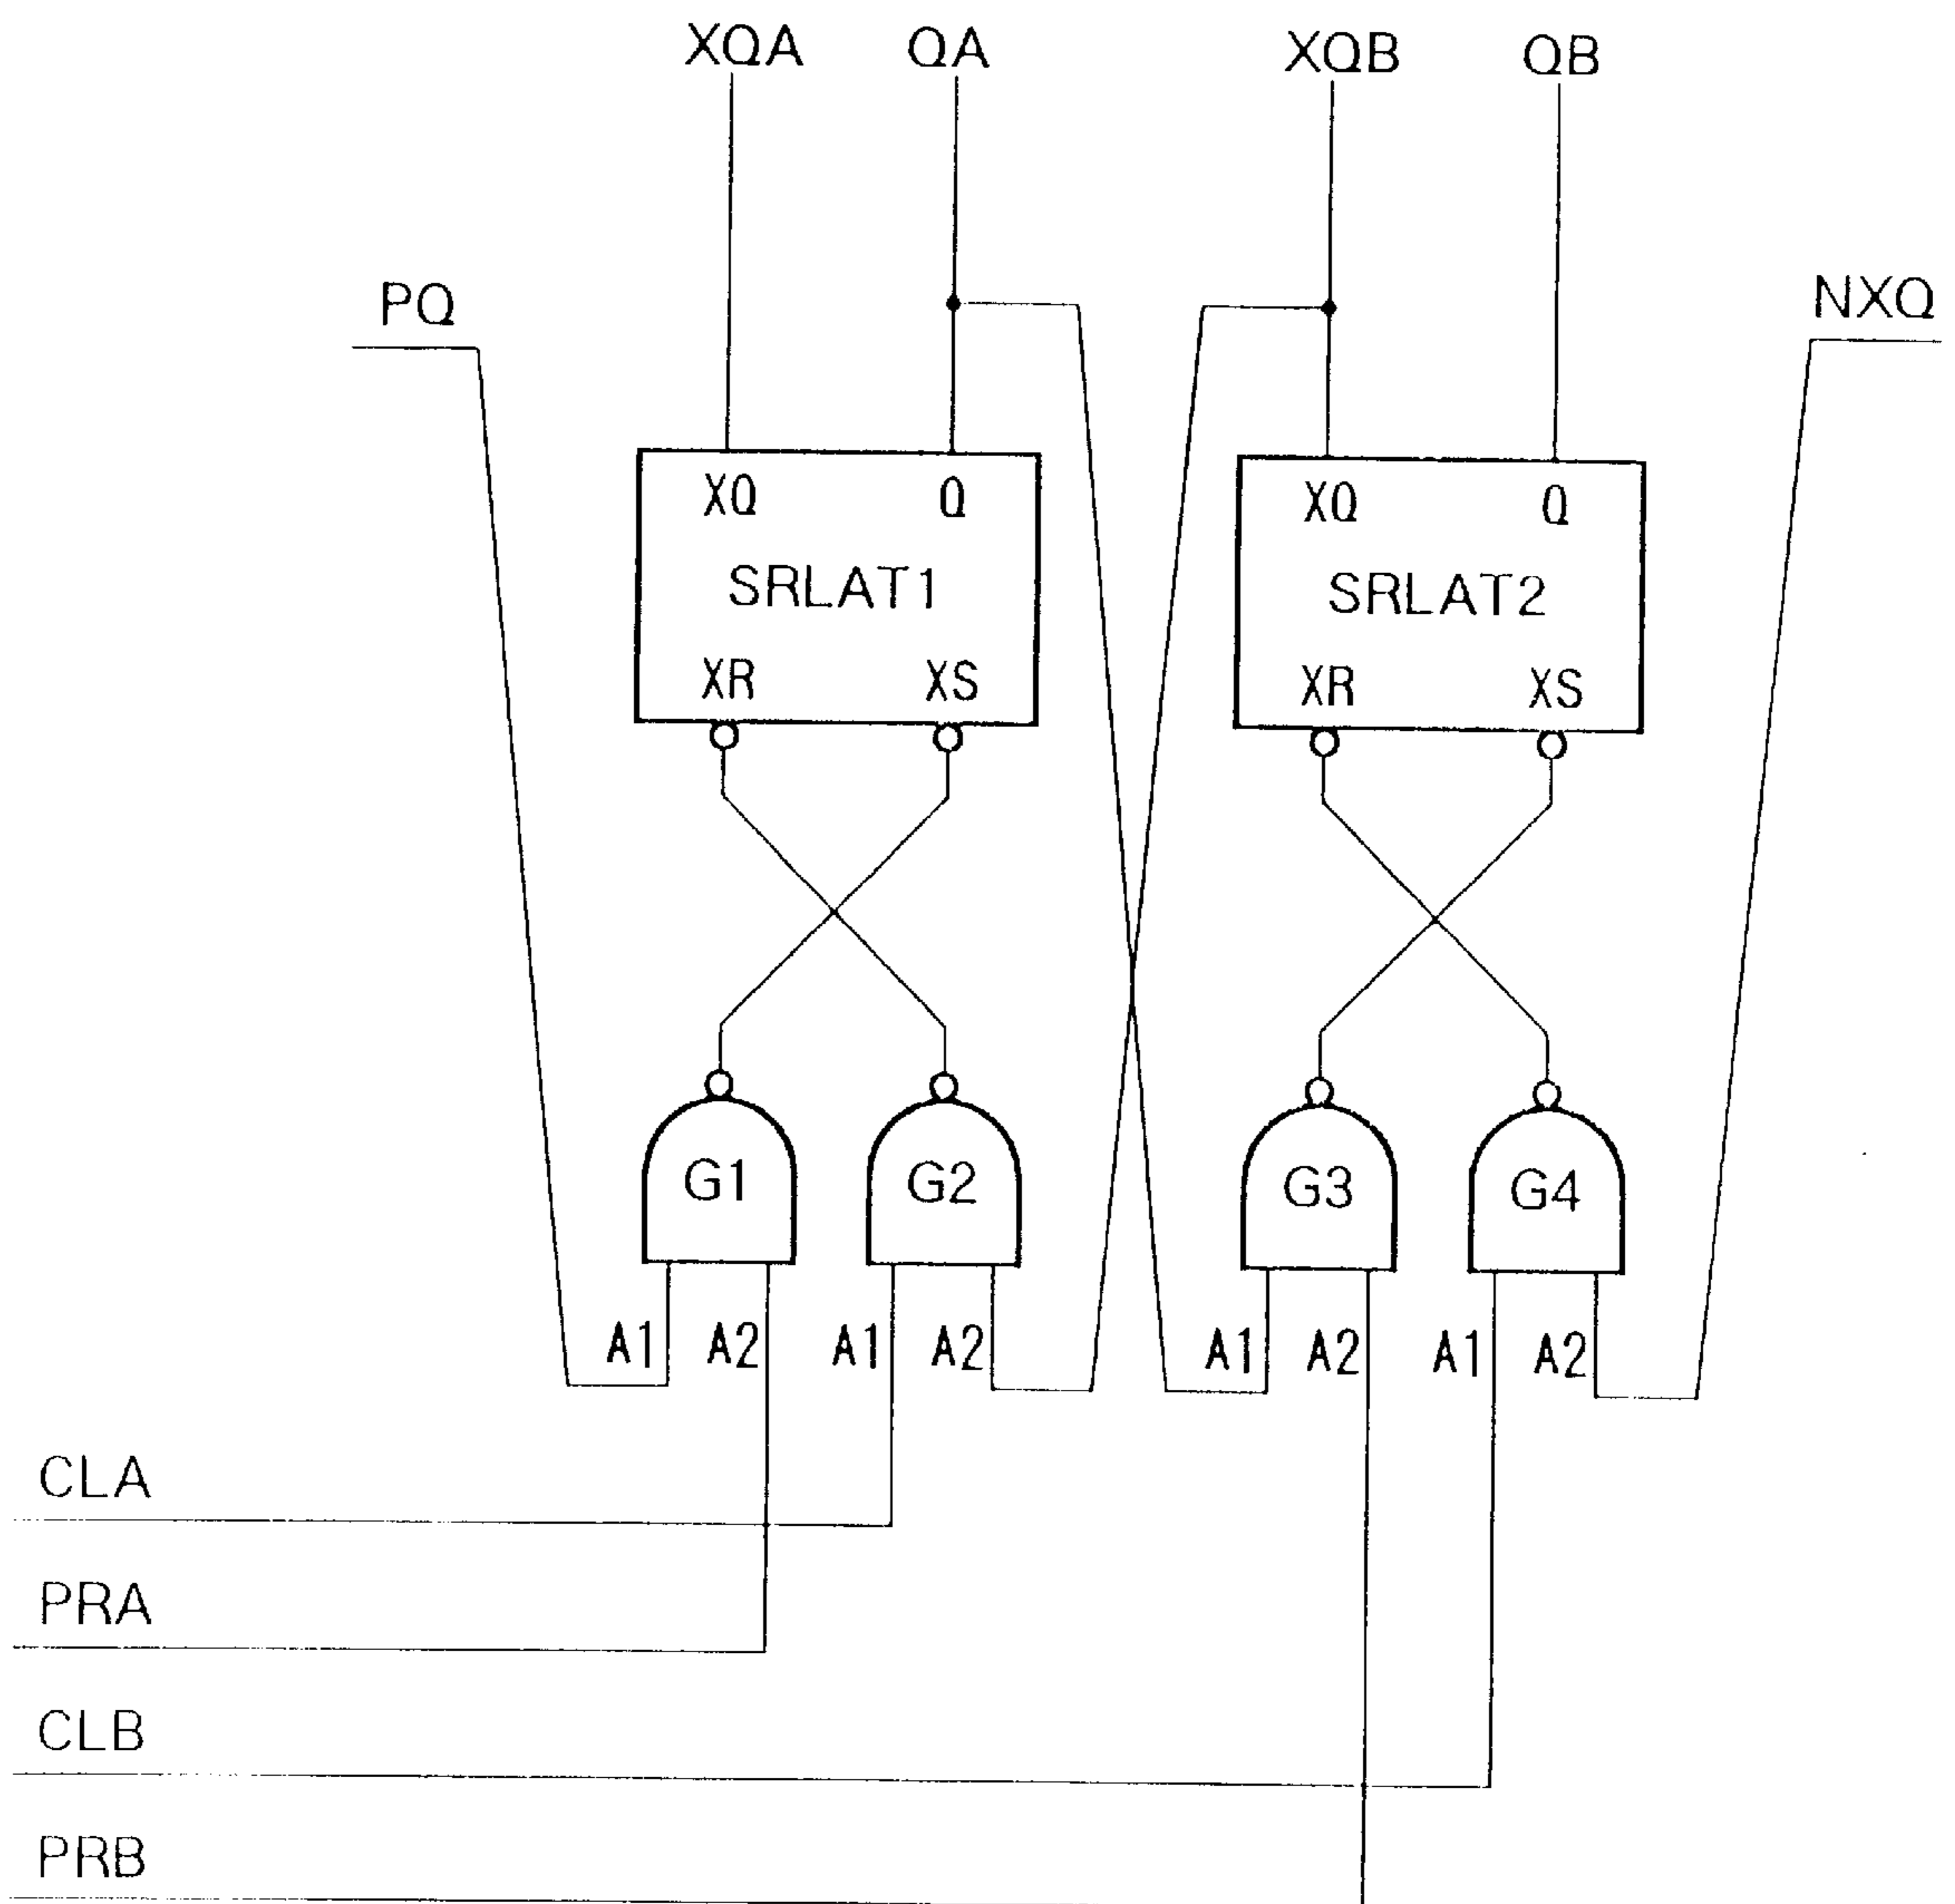 XQA QA XQB QB
PQ NXQ
XQ Q XQ Q
SRLAT1 SRLAT2
XR XS XR XS
G1 G2 G3 G4
A1 A2 A1 A2 A1 A2 A1 A2
CLA
PRA
CLB
PRB